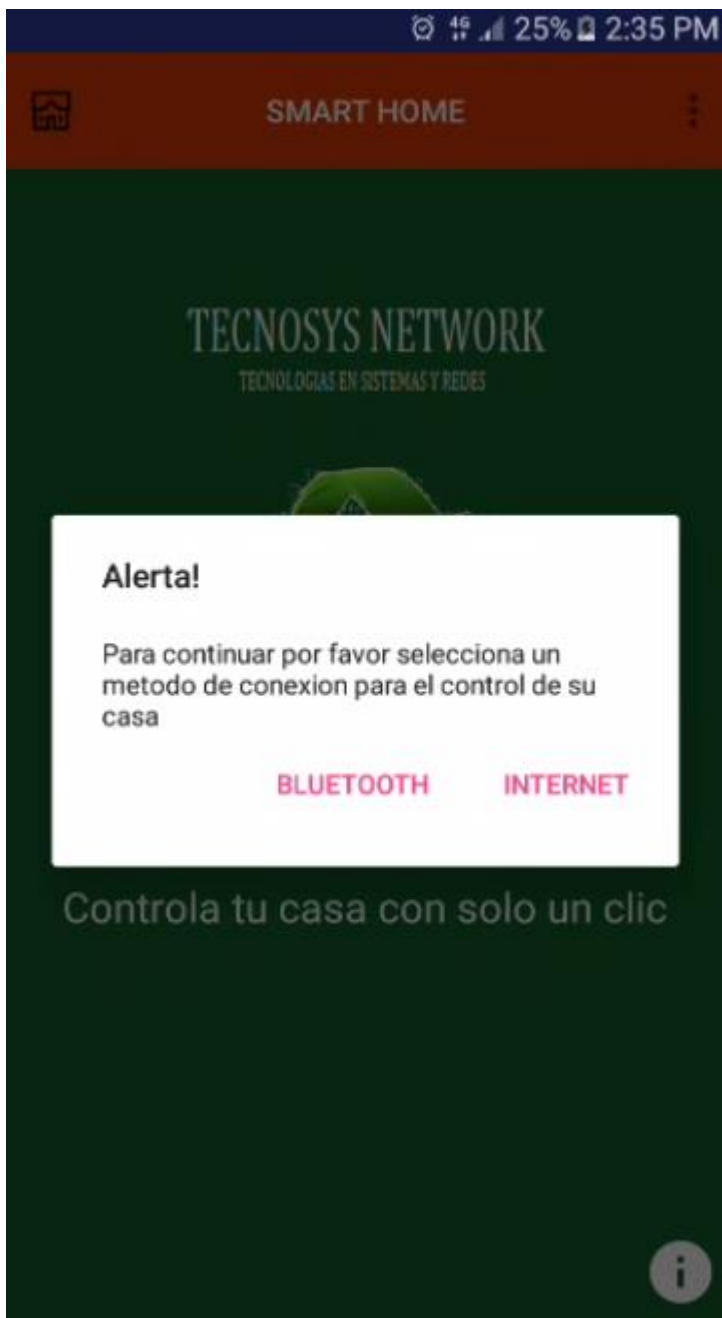 4G 25% 2:35 PM
SMART HOME
TECNOSYS NETWORK
TECNOLOGIAS EN SISTEMAS Y REDES
Alerta!
Para continuar por favor selecciona un
metodo de conexion para el control de su
casa
BLUETOOTH INTERNET
Controla tu casa con solo un clic
i